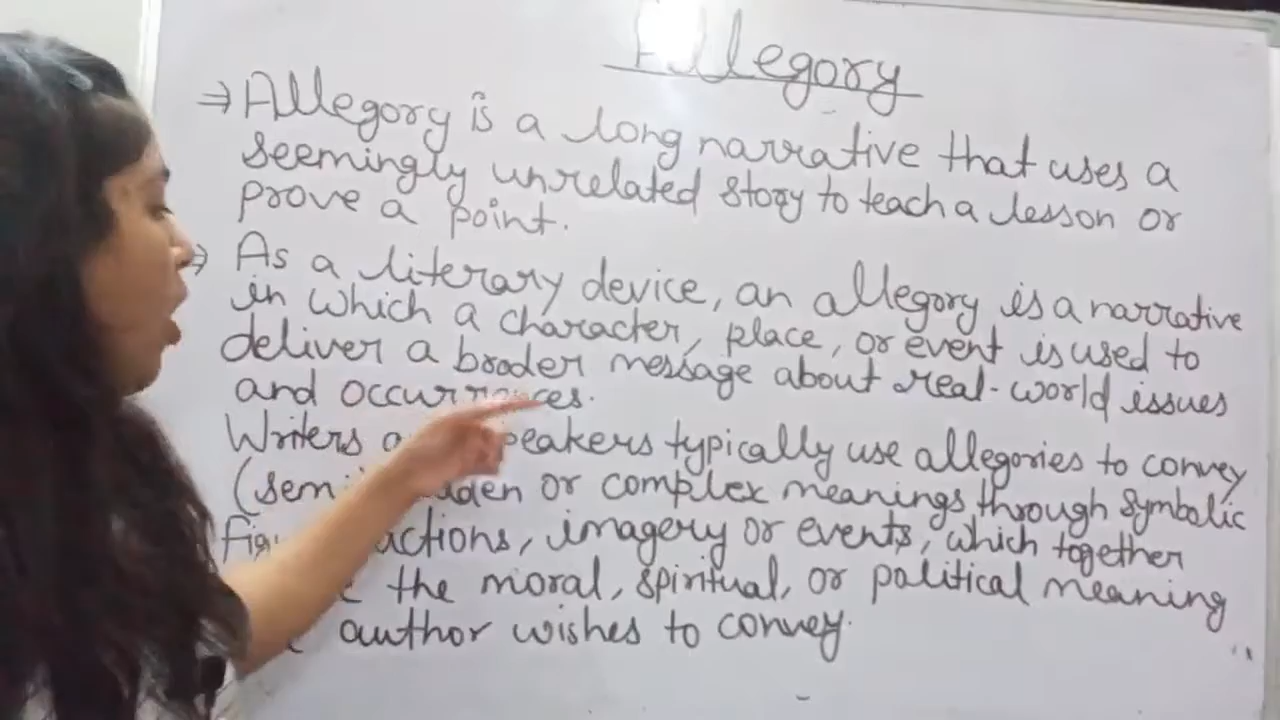 Allegory
⇒ Allegory is a long narrative that uses a
seemingly unrelated story to teach a lesson or
prove a point.
⇒ As a literary device, an allegory is a narrative
in which a character, place, or event is used to
deliver a broder message about real-world issues
and occurrences.
Writers speakers typically use allegories to convey
(semi or complex meanings through symbolic
actions, imagery or events, which together
the moral, spiritual, or political meaning
author wishes to convey.